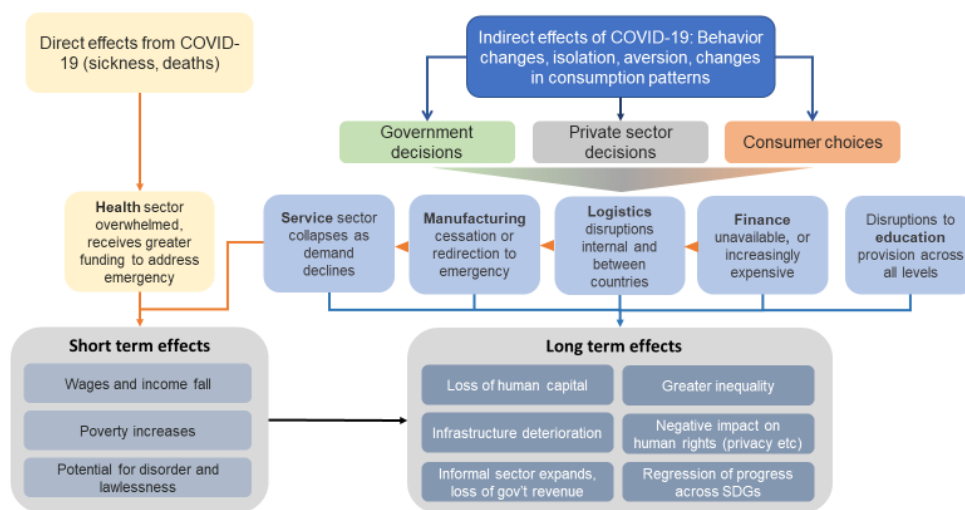 Direct effects from COVID-
19 (sickness, deaths)
Indirect effects of COVID-19: Behavior
changes, isolation, aversion, changes
in consumption patterns
Government
decisions
Private sector
decisions
Consumer choices
Health sector
overwhelmed,
receives greater
funding to address
emergency
Service sector
collapses as
demand
declines
Manufacturing
cessation or
redirection to
emergency
Logistics
disruptions
internal and
between
countries
Finance
unavailable, or
increasingly
expensive
Disruptions to
education
provision across
all levels
Short term effects
Wages and income fall
Poverty increases
Potential for disorder and
lawlessness
Long term effects
Loss of human capital
Greater inequality
Infrastructure deterioration
Negative impact on
human rights (privacy etc)
Informal sector expands,
loss of gov't revenue
Regression of progress
across SDGs